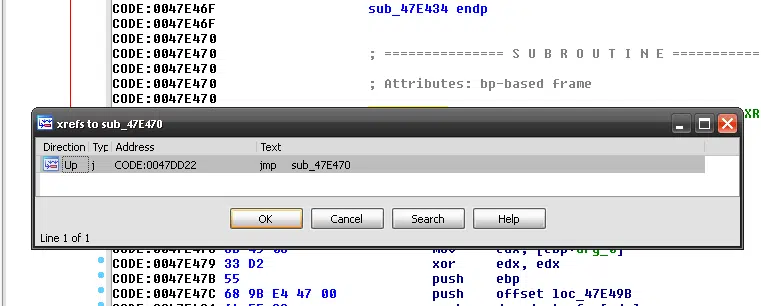 CODE:0047E46F sub_47E434 endp
CODE:0047E46F
CODE:0047E470
CODE:0047E470 ; =============== S U B R O U T I N E ===========
CODE:0047E470
CODE:0047E470 ; Attributes: bp-based frame
CODE:0047E470
xrefs to sub_47E470
Direction Typ Address Text
Up j CODE:0047DD22 jmp sub_47E470
OK Cancel Search Help
Line 1 of 1
CODE:0047E479 33 D2 xor edx, edx
CODE:0047E47B 55 push ebp
CODE:0047E47C 68 9B E4 47 00 push offset loc_47E49B